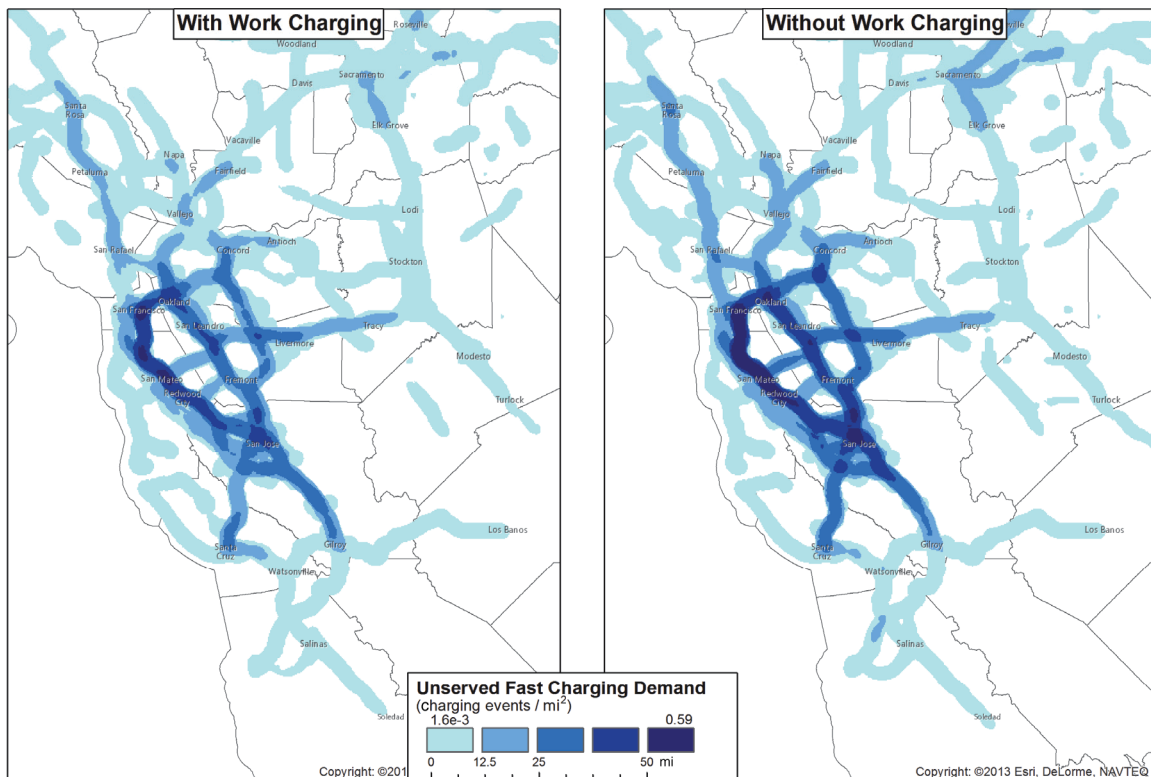 With Work Charging
Roseville
Woodland
Sacramento
Davis
Elk Grove
Santa
Rosa
Vacaville
Napa
Petaluma
Fairfield
Vallejo
Lodi
San Rafael
Concord
Antioch
Stockton
Oakland
San Francisco
San Leandro
Tracy
Livermore
Modesto
San Mateo
Fremont
Redwood
City
Turlock
San Jose
Los Banos
Santa
Cruz
Gilroy
Watsonville
Salinas
Soledad
Copyright: ©201
Without Work Charging
Woodland
Sacramento
Davis
Elk Grove
Santa
Rosa
Vacaville
Napa
Petaluma
Fairfield
Vallejo
Lodi
San Rafael
Concord
Antioch
Stockton
Oakland
San Francisco
San Leandro
Tracy
Livermore
Modesto
San Mateo
Fremont
Redwood
City
Turlock
San Jose
Los Banos
Santa
Cruz
Gilroy
Watsonville
Salinas
Soledad
Copyright: ©2013 Esri, DeLorme, NAVTEQ
Unserved Fast Charging Demand
(charging events / mi²)
1.6e-3 0.59
0 12.5 25 50 mi